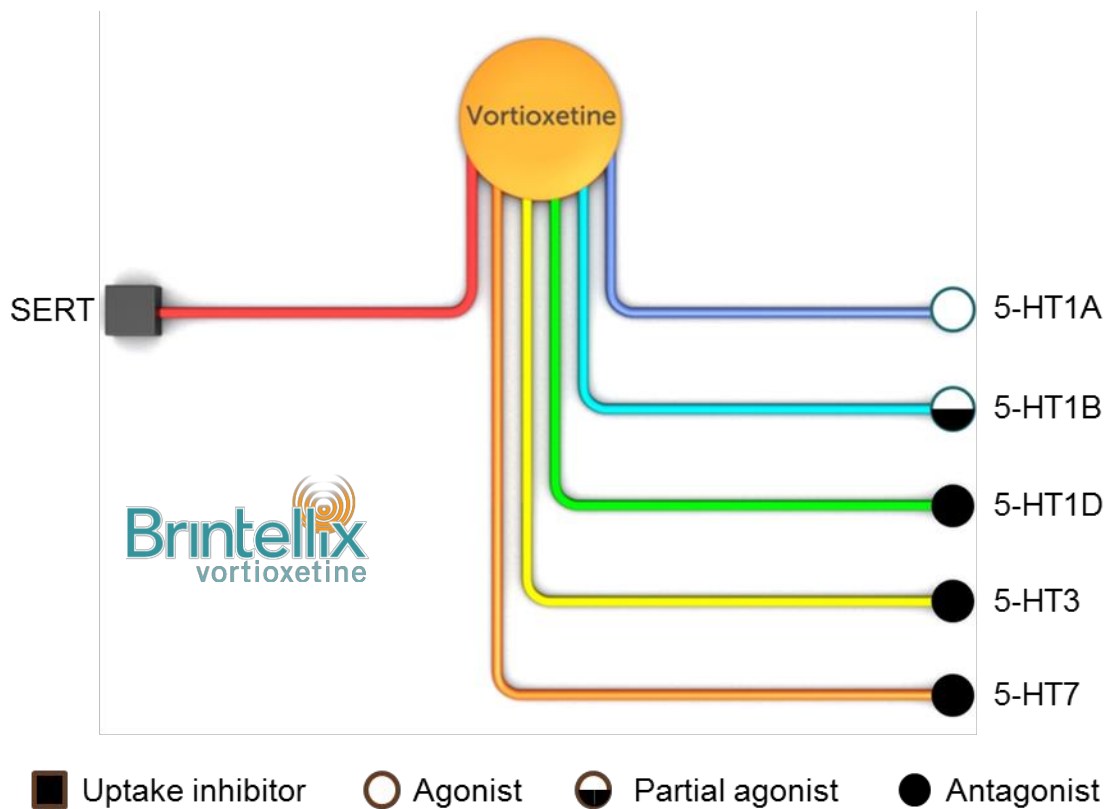 Vortioxetine
SERT
5-HT1A
5-HT1B
5-HT1D
5-HT3
5-HT7
Brintellix
vortioxetine
Uptake inhibitor Agonist Partial agonist Antagonist